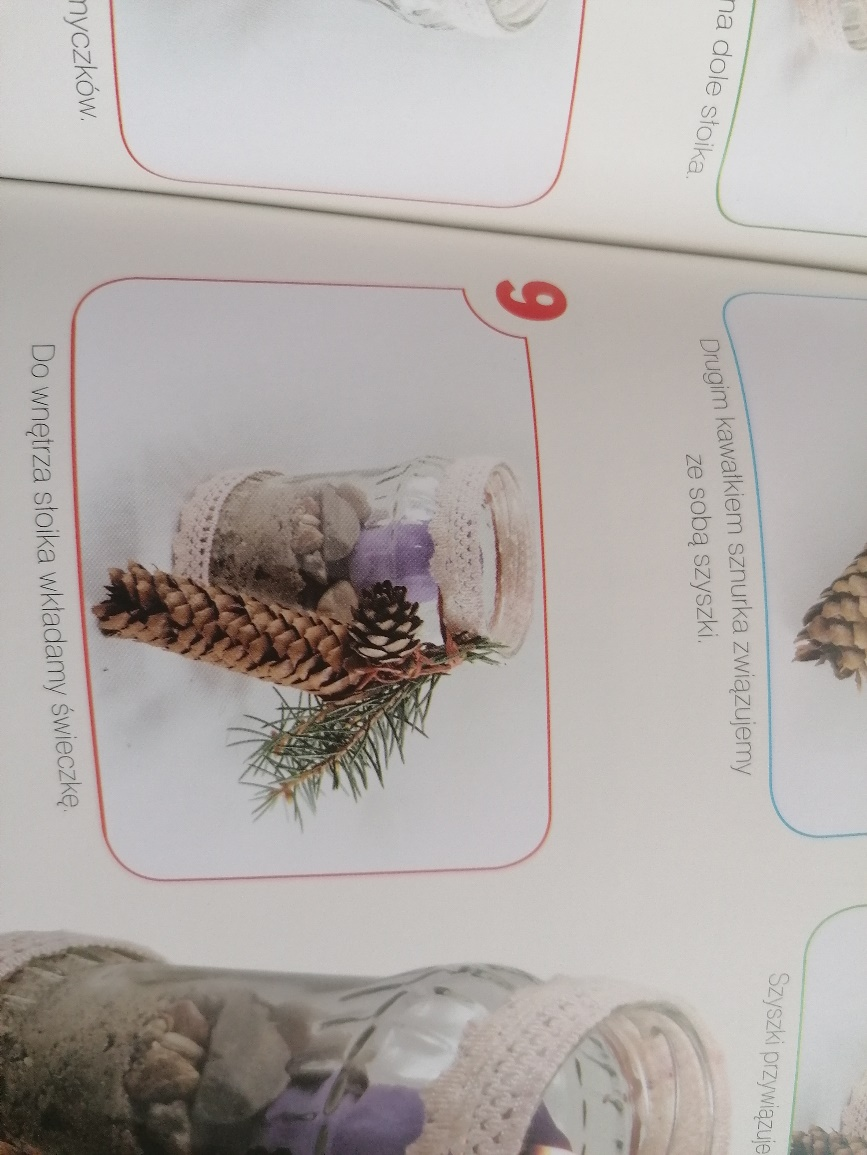 na dole słoika.
myczków.
Drugim kawałkiem sznurka związujemy
ze sobą szyszki.
9
Do wnętrza słoika wkładamy świeczkę.
Szyszki przywiązuje